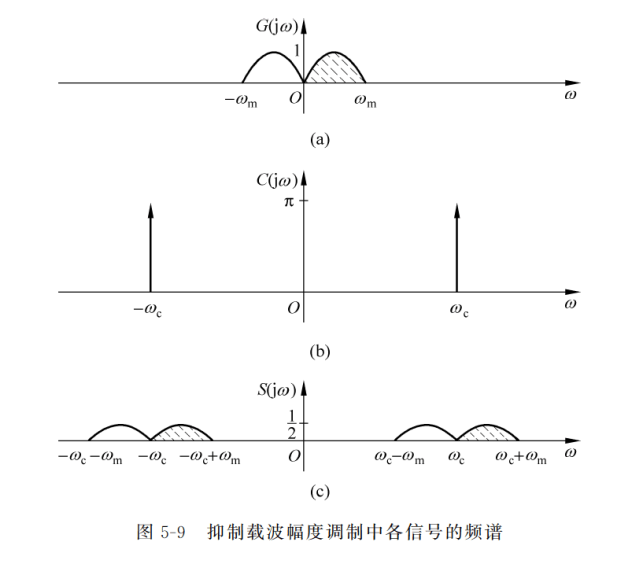 G(jω)
1
−ωm O ωm ω
(a)
C(jω)
π
−ωc O ωc ω
(b)
S(jω)
1/2
−ωc−ωm −ωc −ωc+ωm O ωc−ωm ωc ωc+ωm ω
(c)
图 5-9 抑制载波幅度调制中各信号的频谱